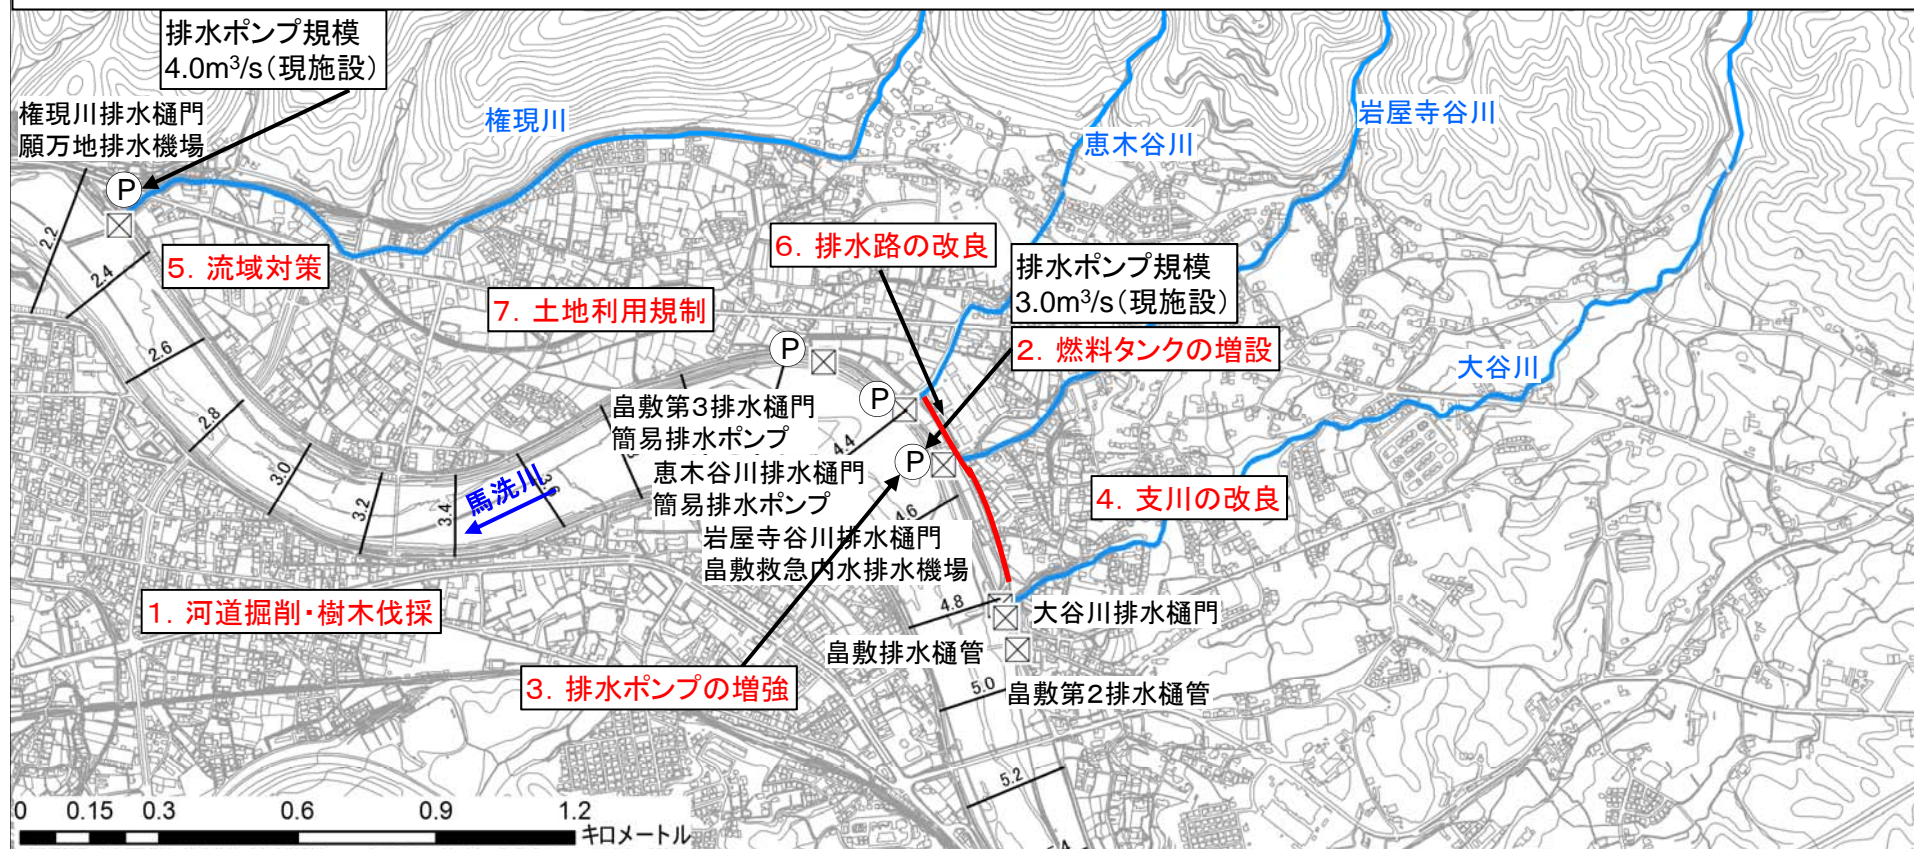 排水ポンプ規模
4.0m³/s(現施設)
権現川排水樋門
願万地排水機場
P
権現川
恵木谷川
岩屋寺谷川
大谷川
5. 流域対策
6. 排水路の改良
7. 土地利用規制
排水ポンプ規模
3.0m³/s(現施設)
2. 燃料タンクの増設
P
畠敷第3排水樋門
簡易排水ポンプ
P
恵木谷川排水樋門
簡易排水ポンプ
P
岩屋寺谷川排水樋門
畠敷救急内水排水機場
4. 支川の改良
馬洗川
1. 河道掘削・樹木伐採
大谷川排水樋門
畠敷排水樋管
3. 排水ポンプの増強
畠敷第2排水樋管
2.2
2.4
2.6
2.8
3.0
3.2
3.4
4.4
4.6
4.8
5.0
5.2
0 0.15 0.3 0.6 0.9 1.2
キロメートル